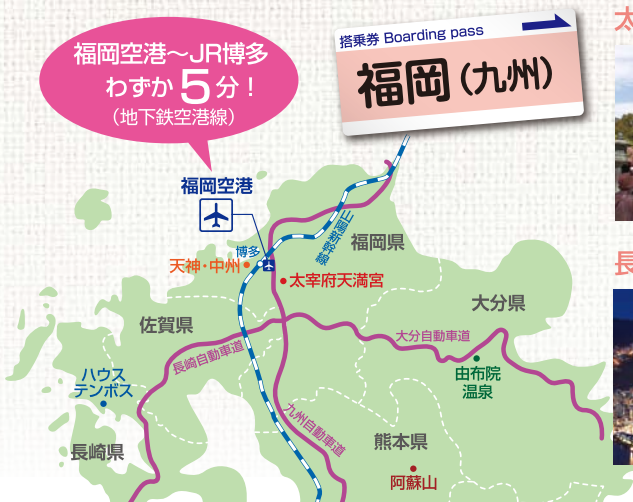 福岡空港〜JR博多
わずか5分!
(地下鉄空港線)
搭乗券 Boarding pass
福岡(九州)
太
福岡空港
山陽新幹線
福岡県
博多
天神・中州
太宰府天満宮
長
大分県
佐賀県
大分自動車道
長崎自動車道
ハウス
テンボス
由布院
温泉
九州自動車道
熊本県
長崎県
阿蘇山